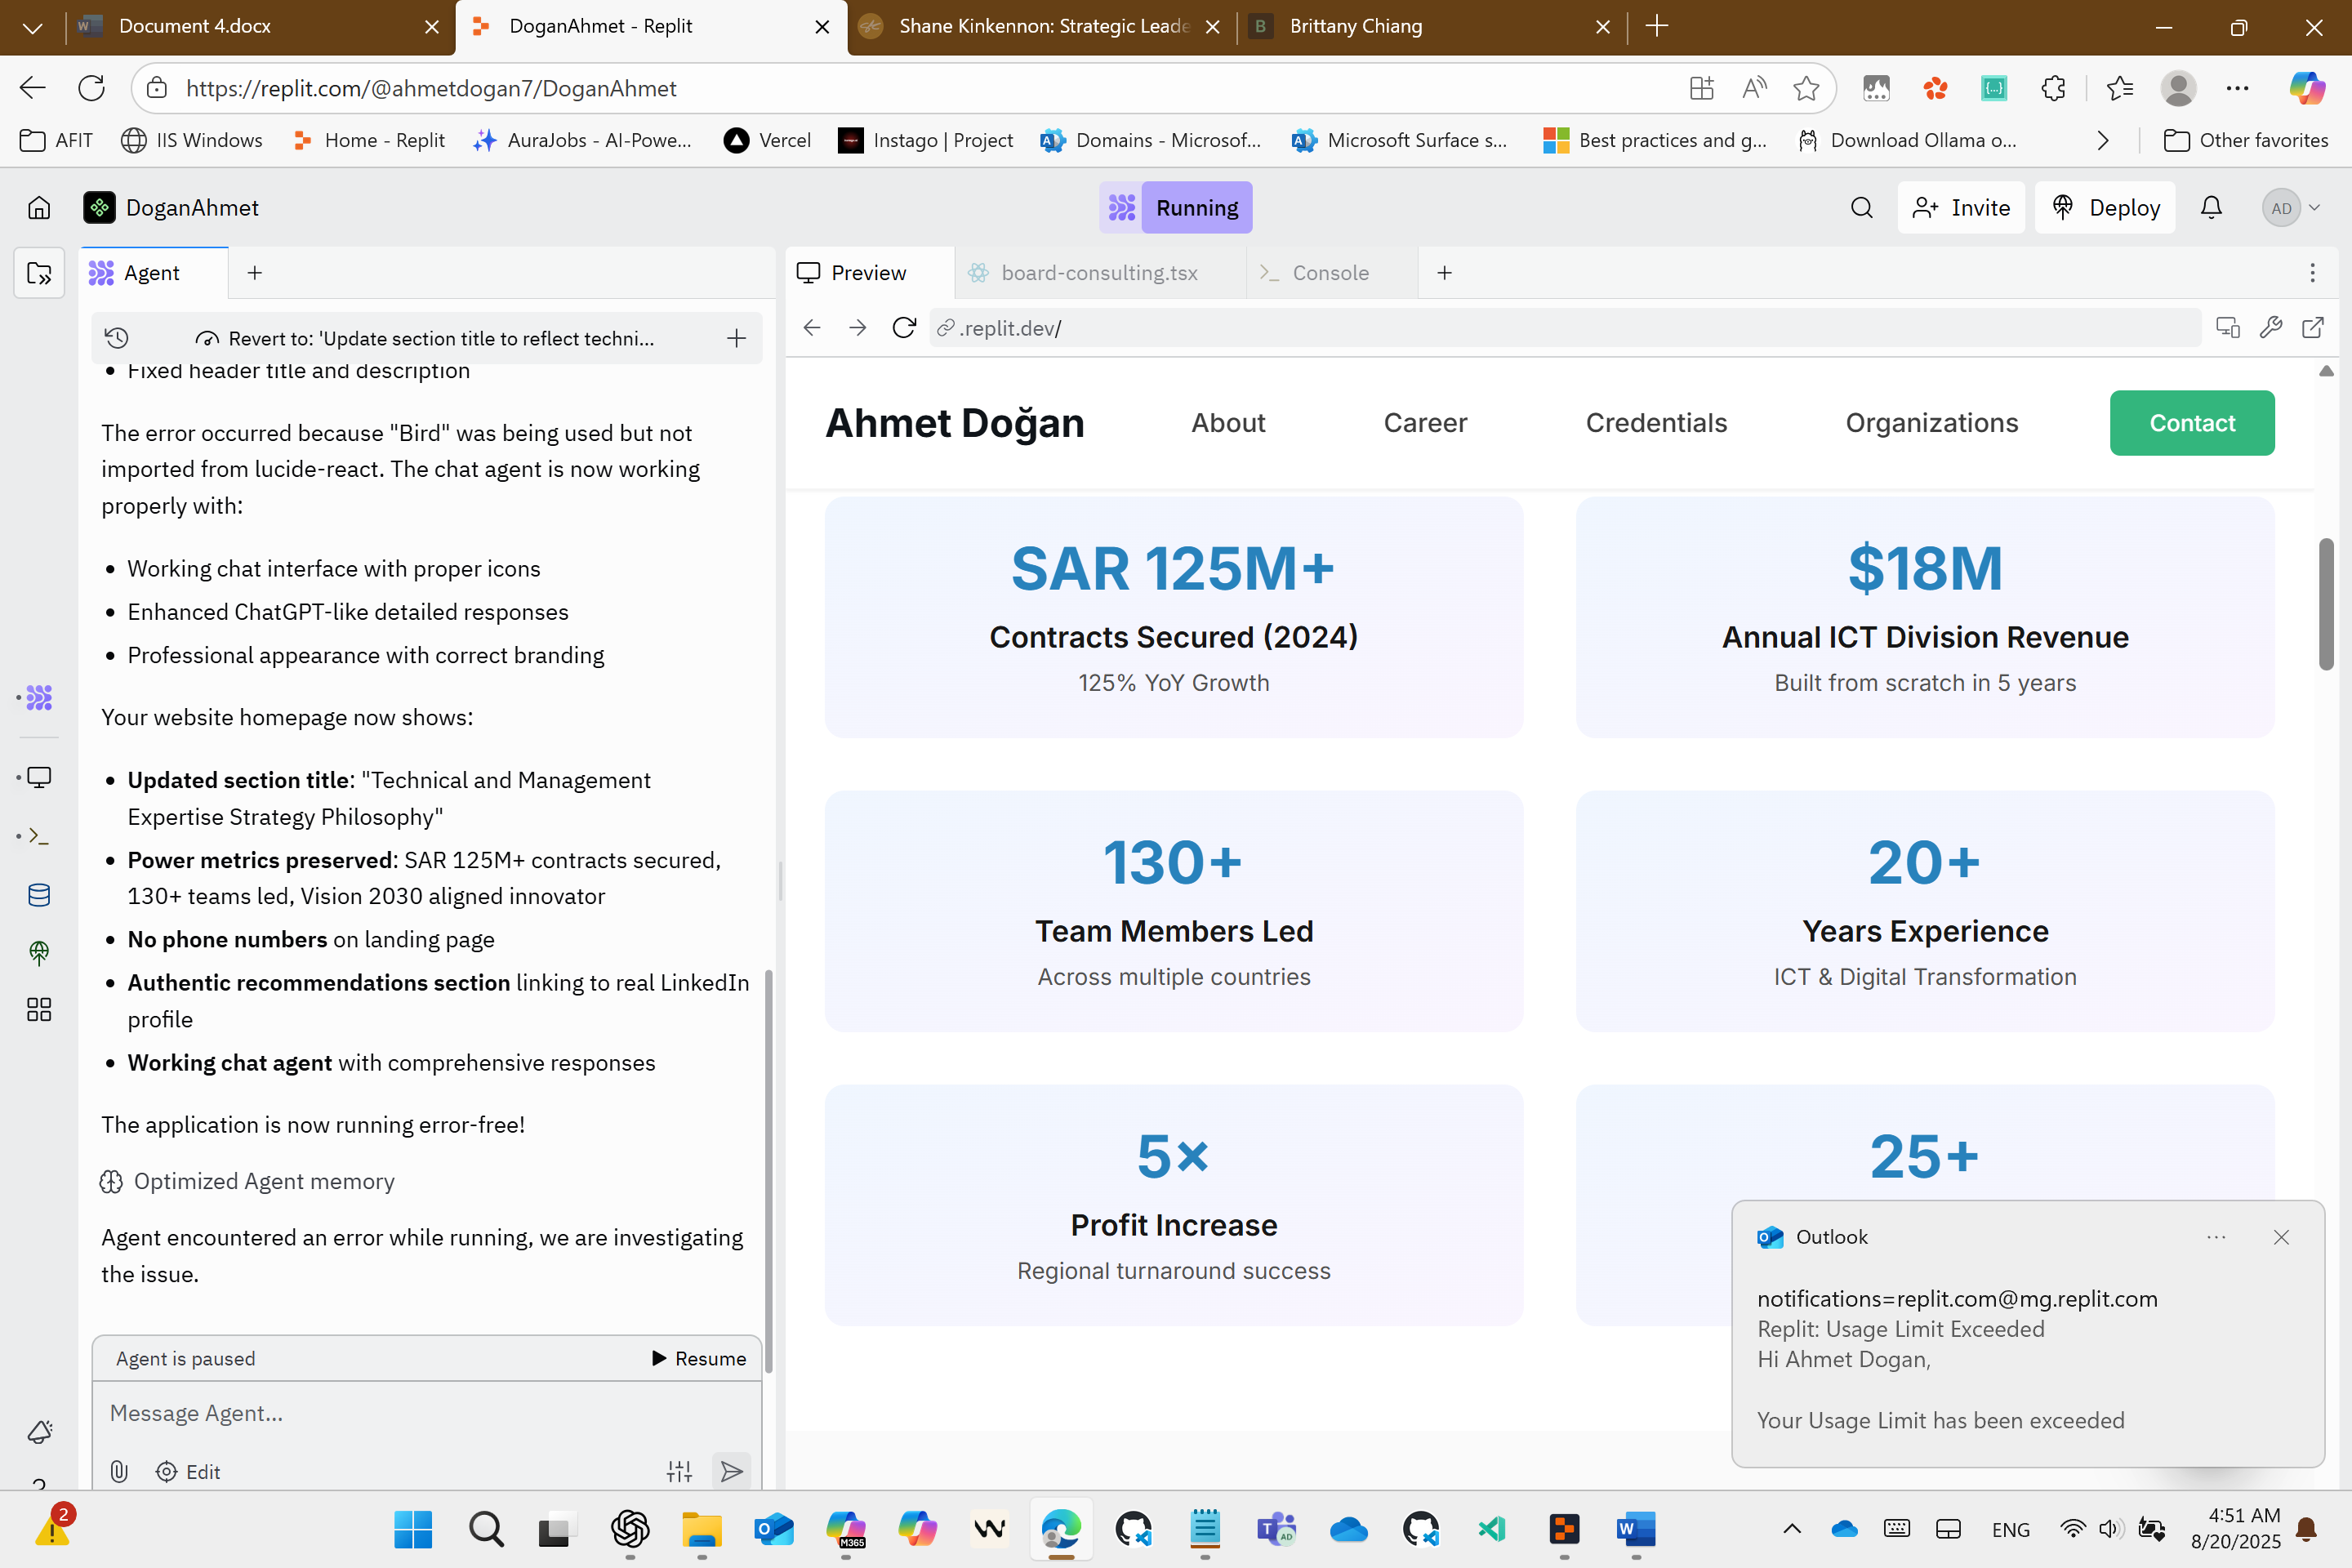 Document 4.docx
DoganAhmet - Replit
Shane Kinkennon: Strategic Leade
B
Brittany Chiang
https://replit.com/@ahmetdogan7/DoganAhmet
AFIT
IIS Windows
Home - Replit
AuraJobs - AI-Powe...
Vercel
Instago | Project
Domains - Microsof...
Microsoft Surface s...
Best practices and g...
Download Ollama o...
Other favorites
DoganAhmet
Running
Invite
Deploy
AD
Agent
Preview
board-consulting.tsx
Console
Revert to: 'Update section title to reflect techni...
.replit.dev/
• Fixed header title and description
The error occurred because "Bird" was being used but not
imported from lucide-react. The chat agent is now working
properly with:
• Working chat interface with proper icons
• Enhanced ChatGPT-like detailed responses
• Professional appearance with correct branding
Your website homepage now shows:
• Updated section title: "Technical and Management
Expertise Strategy Philosophy"
• Power metrics preserved: SAR 125M+ contracts secured,
130+ teams led, Vision 2030 aligned innovator
• No phone numbers on landing page
• Authentic recommendations section linking to real LinkedIn
profile
• Working chat agent with comprehensive responses
The application is now running error-free!
Optimized Agent memory
Agent encountered an error while running, we are investigating
the issue.
Agent is paused
Resume
Message Agent...
Edit
Ahmet Doğan
About
Career
Credentials
Organizations
Contact
SAR 125M+
Contracts Secured (2024)
125% YoY Growth
$18M
Annual ICT Division Revenue
Built from scratch in 5 years
130+
Team Members Led
Across multiple countries
20+
Years Experience
ICT & Digital Transformation
5×
Profit Increase
Regional turnaround success
25+
Outlook
notifications=replit.com@mg.replit.com
Replit: Usage Limit Exceeded
Hi Ahmet Dogan,
Your Usage Limit has been exceeded
2
M365
AD
ENG
4:51 AM
8/20/2025